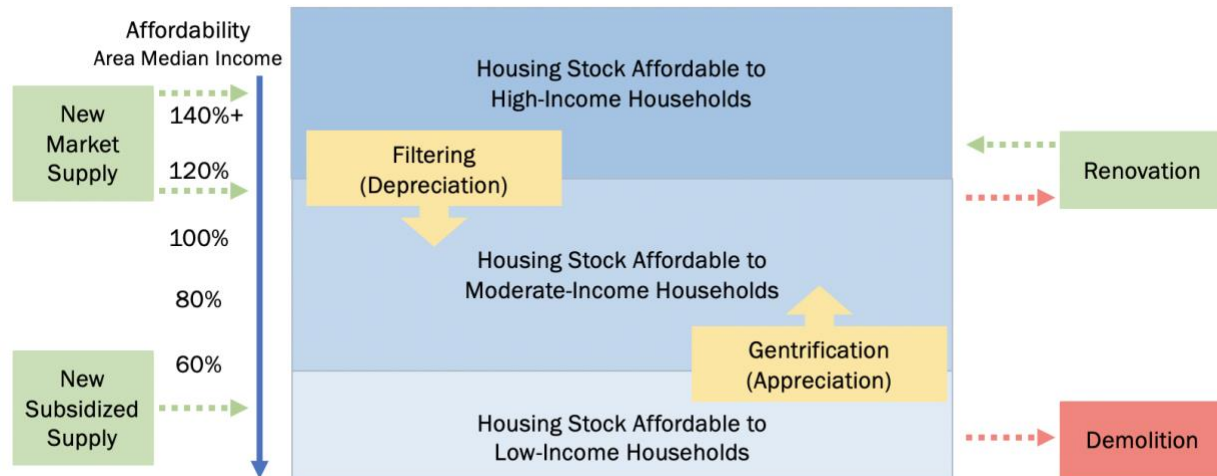 Affordability
Area Median Income
New
Market
Supply
140%+
120%
100%
80%
60%
New
Subsidized
Supply
Housing Stock Affordable to
High-Income Households
Filtering
(Depreciation)
Housing Stock Affordable to
Moderate-Income Households
Gentrification
(Appreciation)
Housing Stock Affordable to
Low-Income Households
Renovation
Demolition